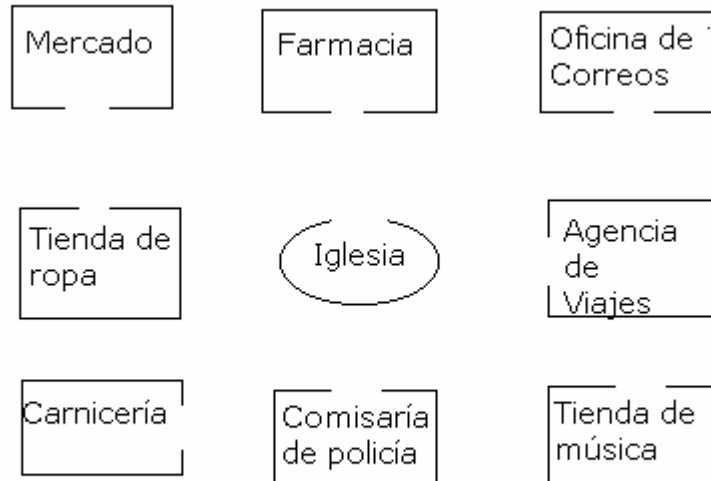 Mercado
Farmacia
Oficina de
Correos
Tienda de
ropa
Iglesia
Agencia
de
Viajes
Carnicería
Comisaría
de policía
Tienda de
música